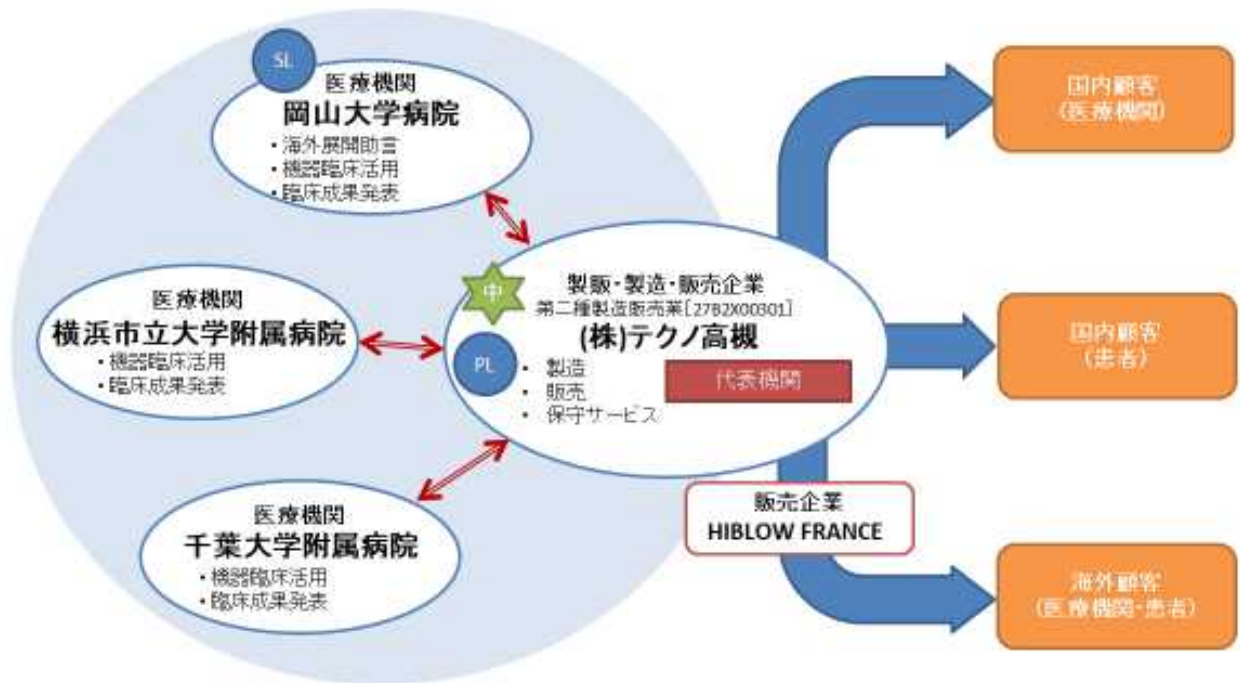 SL
医療機関
岡山大学病院
・海外展開助言
・機器臨床活用
・臨床成果発表
医療機関
横浜市立大学附属病院
・機器臨床活用
・臨床成果発表
医療機関
千葉大学附属病院
・機器臨床活用
・臨床成果発表
中
PL
製販・製造・販売企業
第二種製造販売業[27B2X00301]
(株)テクノ高槻
・ 製造
・ 販売
・ 保守サービス
代表機関
販売企業
HIBLOW FRANCE
国内顧客
(医療機関)
国内顧客
(患者)
海外顧客
(医療機関・患者)